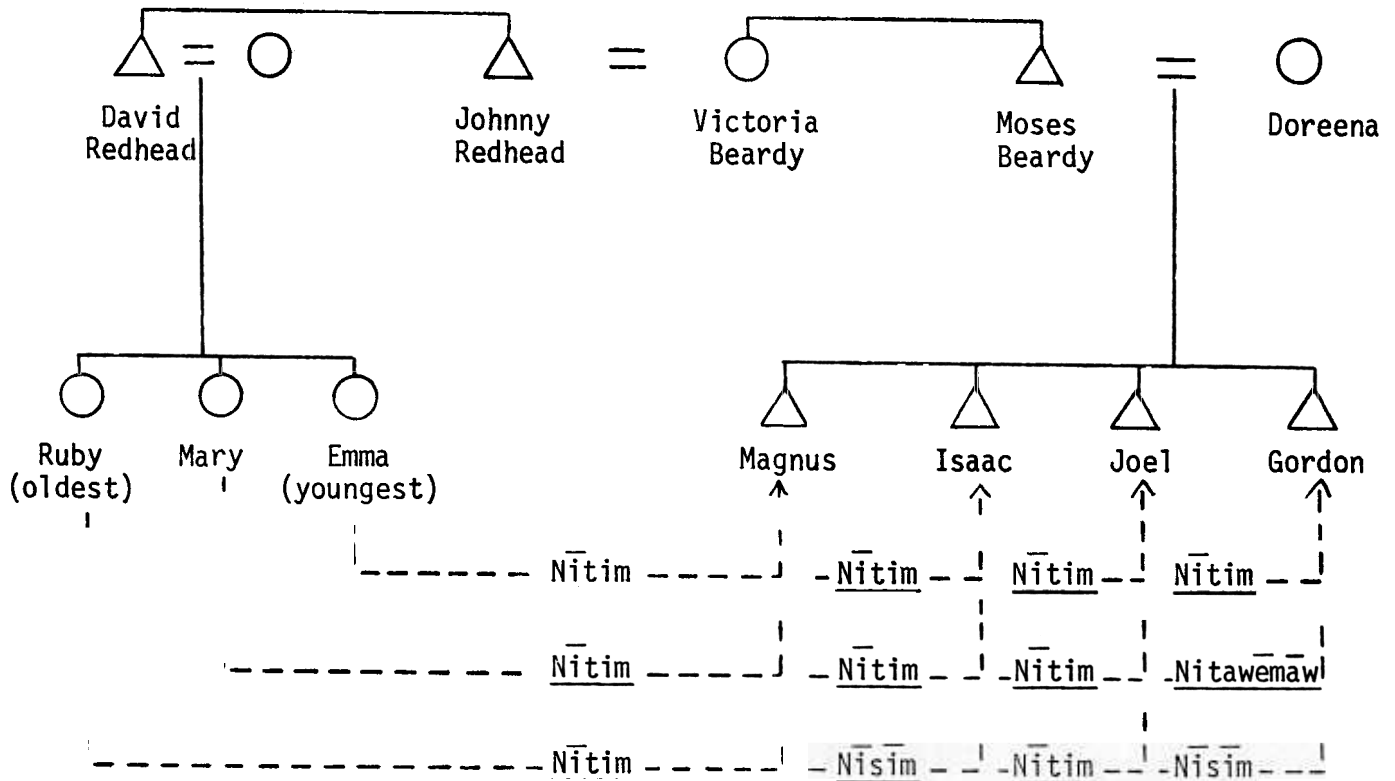 David Redhead
Johnny Redhead
Victoria Beardy
Moses Beardy
Doreena
Ruby (oldest)
Mary
Emma (youngest)
Magnus
Isaac
Joel
Gordon
Nītim Nītim Nītim Nītim
Nītim Nītim Nītim Nitawēmāw
Nītim Nīsīm Nītim Nīsīm